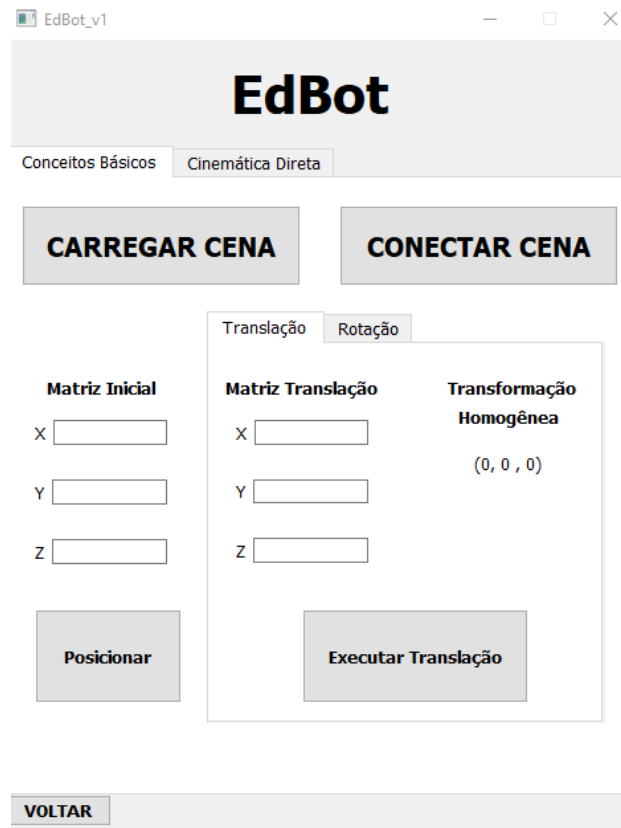 EdBot_v1
EdBot
Conceitos Básicos Cinemática Direta
CARREGAR CENA CONECTAR CENA
Translação Rotação
Matriz Inicial Matriz Translação Transformação
Homogênea
X X
(0, 0 , 0)
Y Y
Z Z
Posicionar Executar Translação
VOLTAR